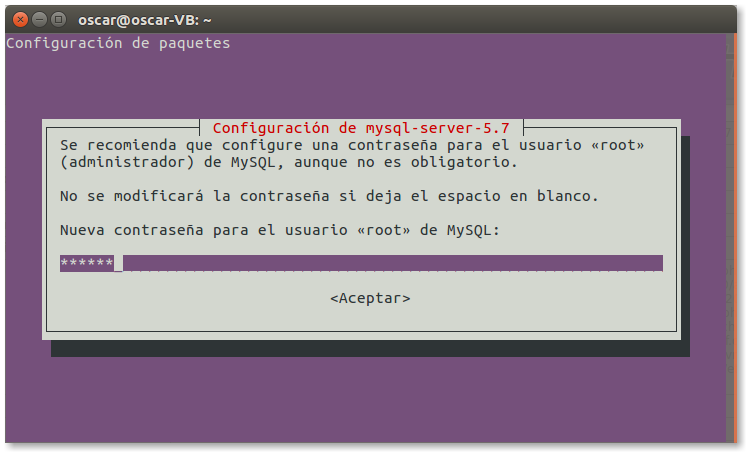 oscar@oscar-VB: ~
Configuración de paquetes
Configuración de mysql-server-5.7
Se recomienda que configure una contraseña para el usuario «root»
(administrador) de MySQL, aunque no es obligatorio.
No se modificará la contraseña si deja el espacio en blanco.
Nueva contraseña para el usuario «root» de MySQL:
******_
<Aceptar>